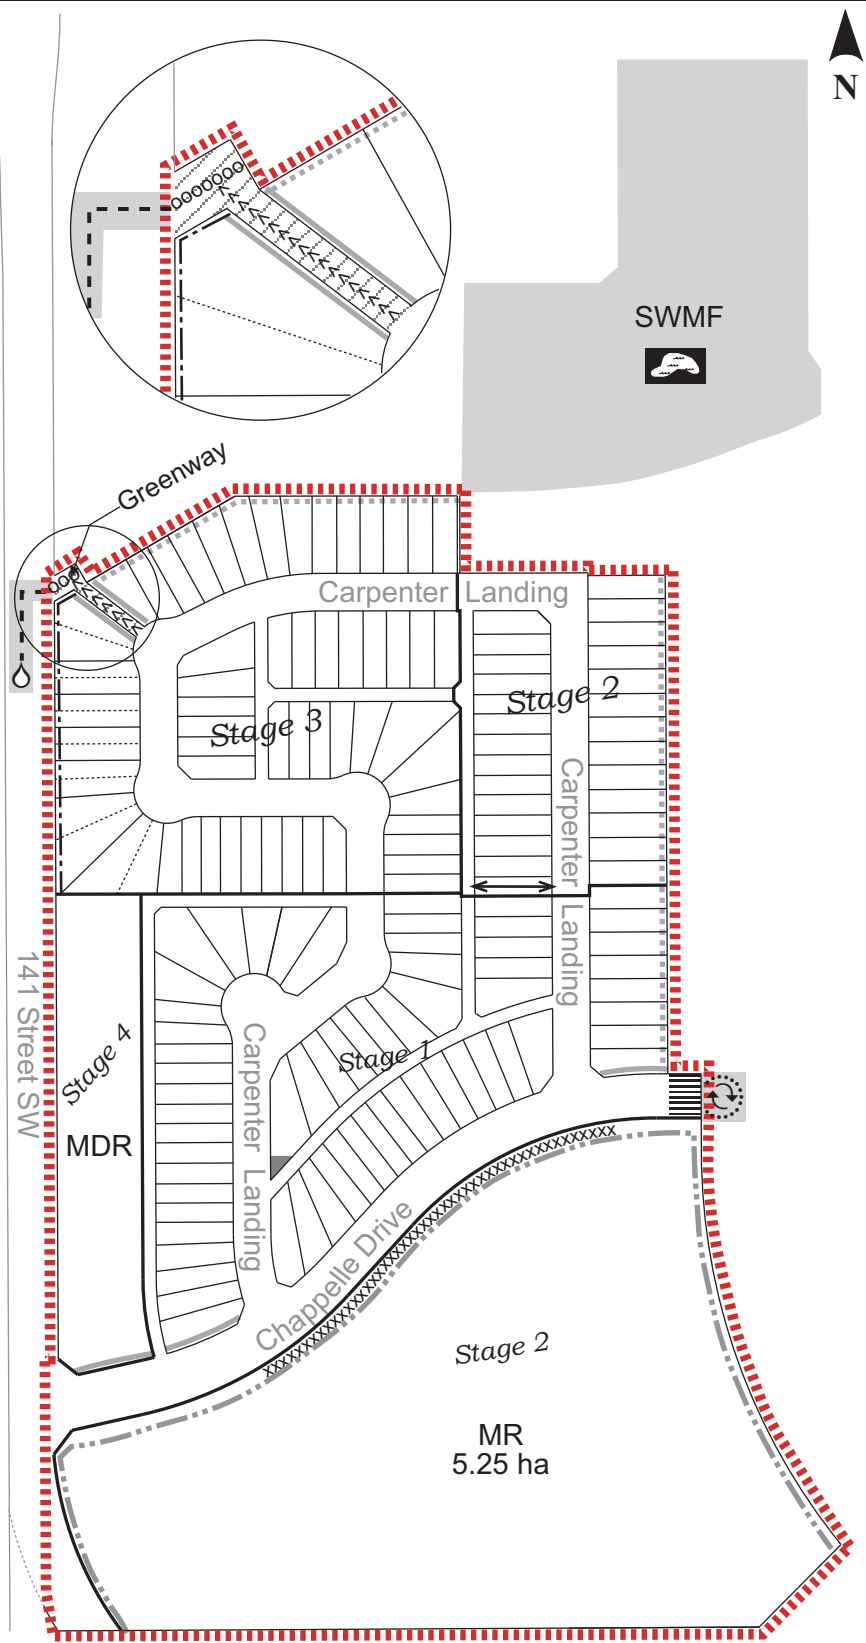 N
SWMF
Greenway
Carpenter Landing
Stage 2
Stage 3
Carpenter Landing
141 Street SW
Stage 4
MDR
Carpenter Landing
Stage 1
Chappelle Drive
Stage 2
MR
5.25 ha